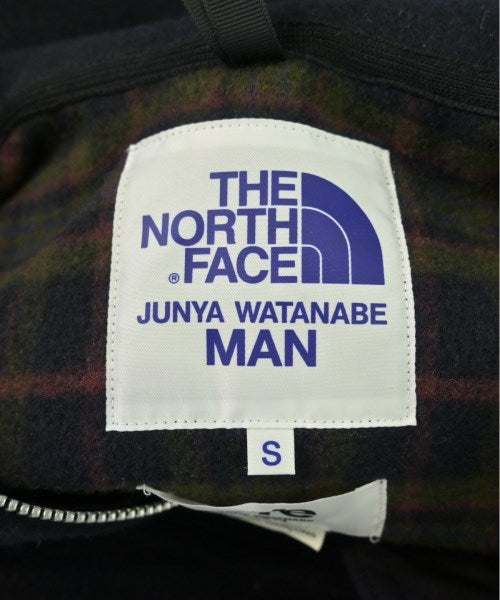 THE
NORTH
® FACE
JUNYA WATANABE
MAN
S